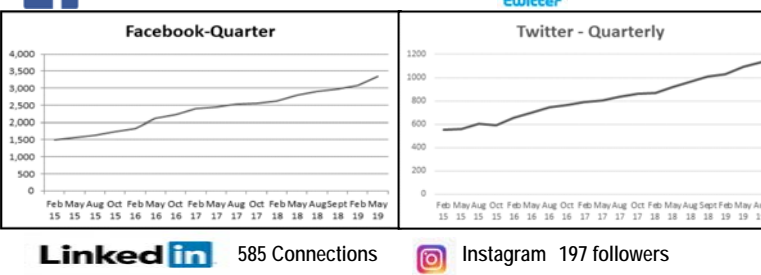 twitter
Facebook-Quarter
4,000
3,500
3,000
2,500
2,000
1,500
1,000
500
0
Feb May Aug Oct Feb May Oct Feb May Aug Oct Feb May Aug Sept Feb May
15 15 15 15 16 16 16 17 17 17 17 18 18 18 18 19 19
Twitter - Quarterly
1200
1000
800
600
400
200
0
Feb May Aug Oct Feb May Aug Oct Feb May Aug Oct Feb May Aug Sept Feb May
15 15 15 15 16 16 16 16 17 17 17 17 18 18 18 18 19 19
Linked in 585 Connections
Instagram 197 followers